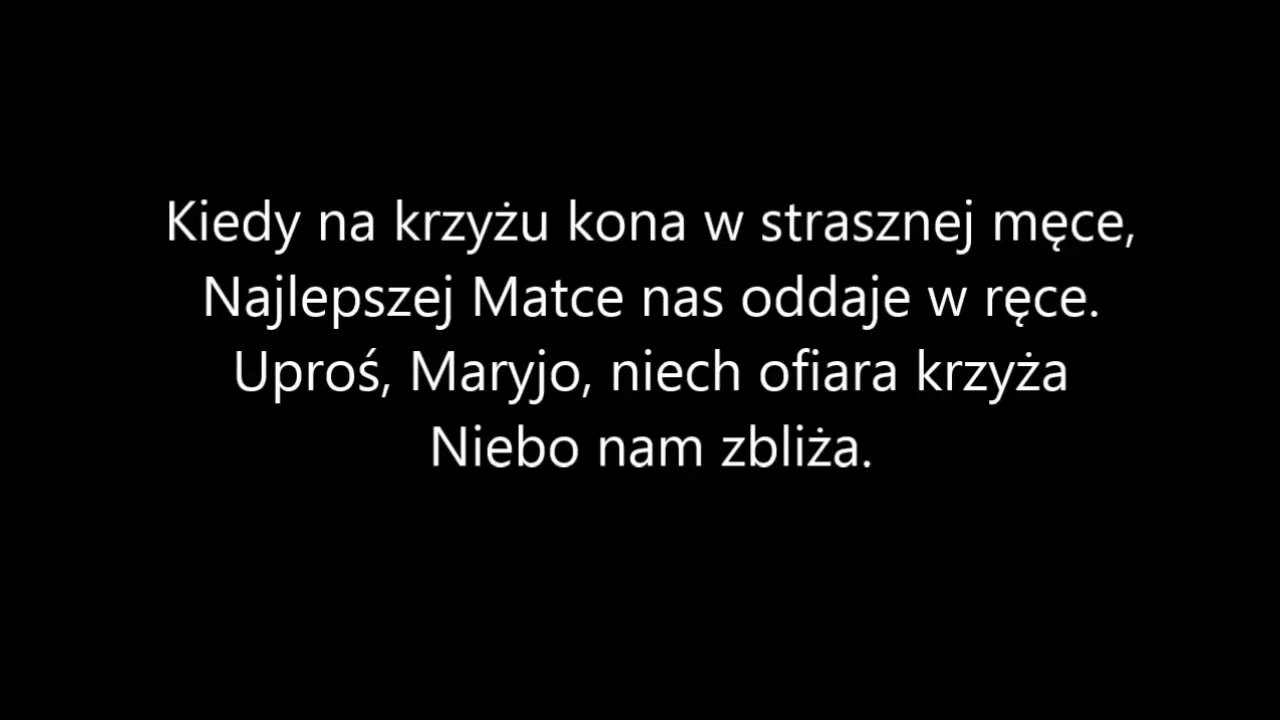 Kiedy na krzyżu kona w strasznej męce,
Najlepszej Matce nas oddaje w ręce.
Uproś, Maryjo, niech ofiara krzyża
Niebo nam zbliża.